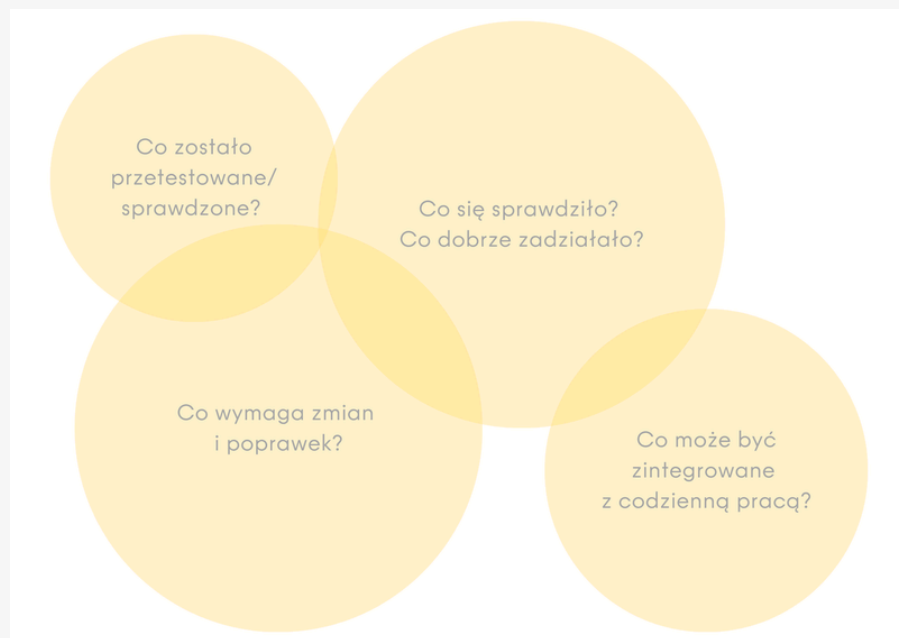 Co zostało
przetestowane/
sprawdzone?
Co się sprawdziło?
Co dobrze zadziałało?
Co wymaga zmian
i poprawek?
Co może być
zintegrowane
z codzienną pracą?